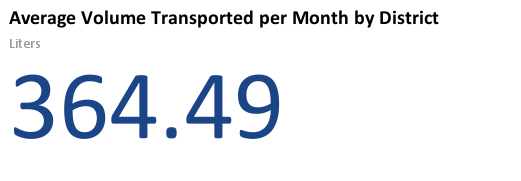 Average Volume Transported per Month by District
Liters
364.49